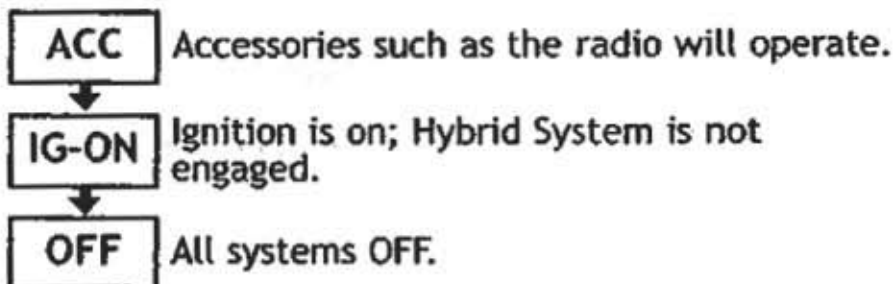 ACC Accessories such as the radio will operate.
IG-ON Ignition is on; Hybrid System is not
engaged.
OFF All systems OFF.